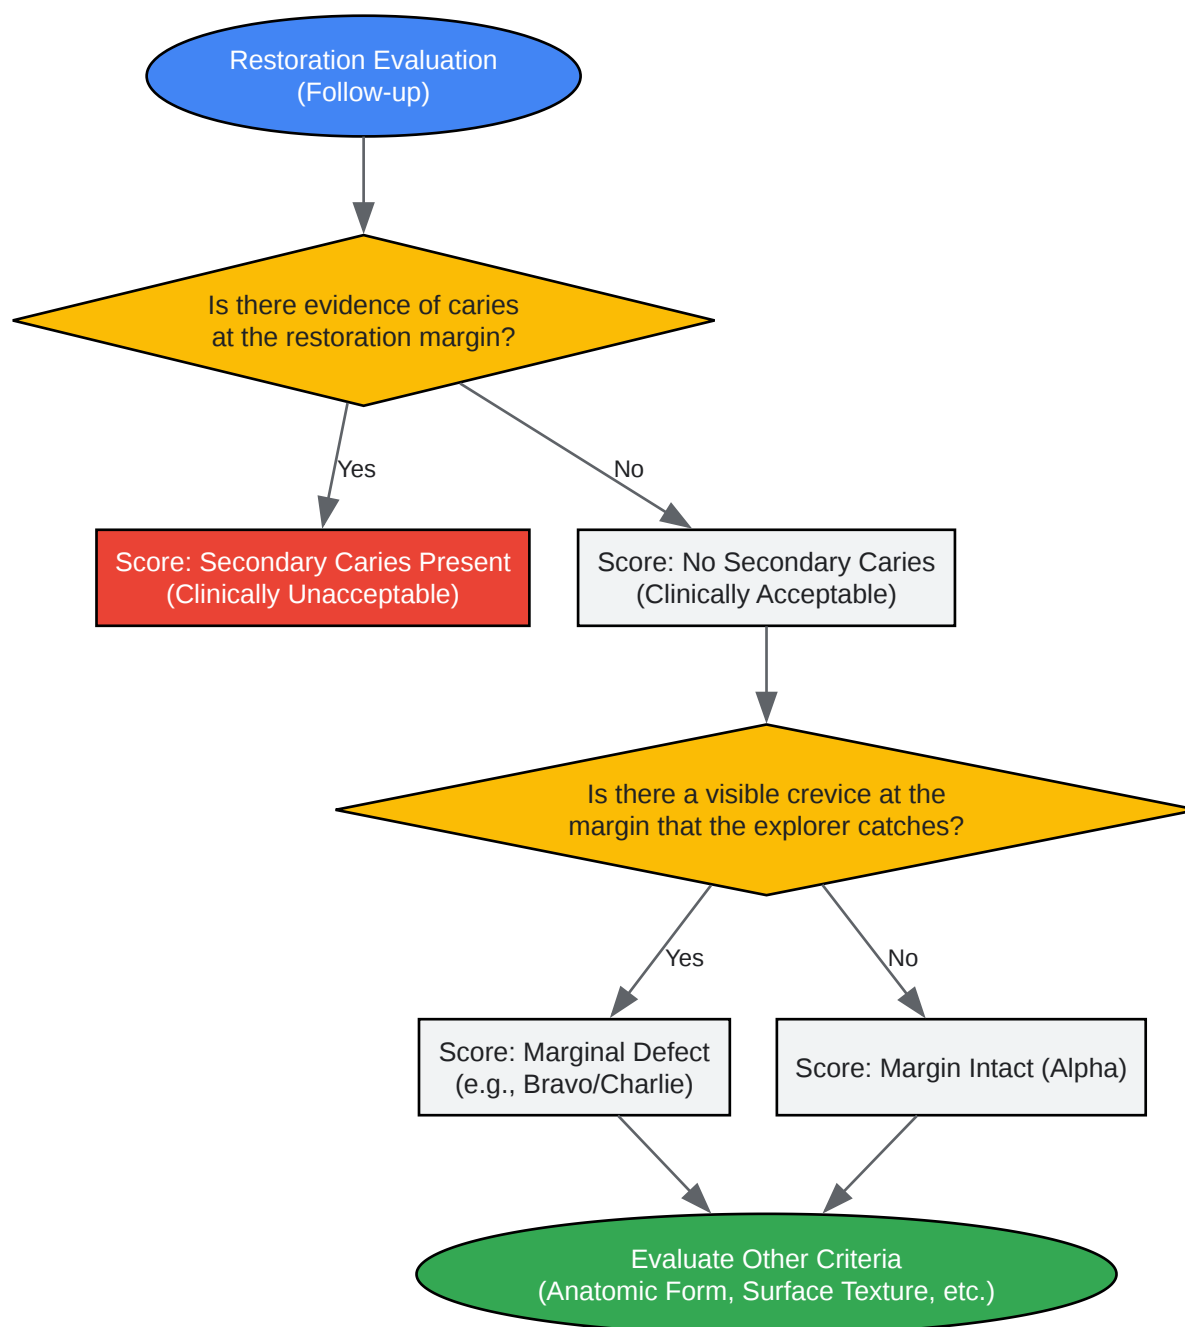 Restoration Evaluation
(Follow-up)
Is there evidence of caries
at the restoration margin?
Yes
No
Score: Secondary Caries Present
(Clinically Unacceptable)
Score: No Secondary Caries
(Clinically Acceptable)
Is there a visible crevice at the
margin that the explorer catches?
Yes
No
Score: Marginal Defect
(e.g., Bravo/Charlie)
Score: Margin Intact (Alpha)
Evaluate Other Criteria
(Anatomic Form, Surface Texture, etc.)